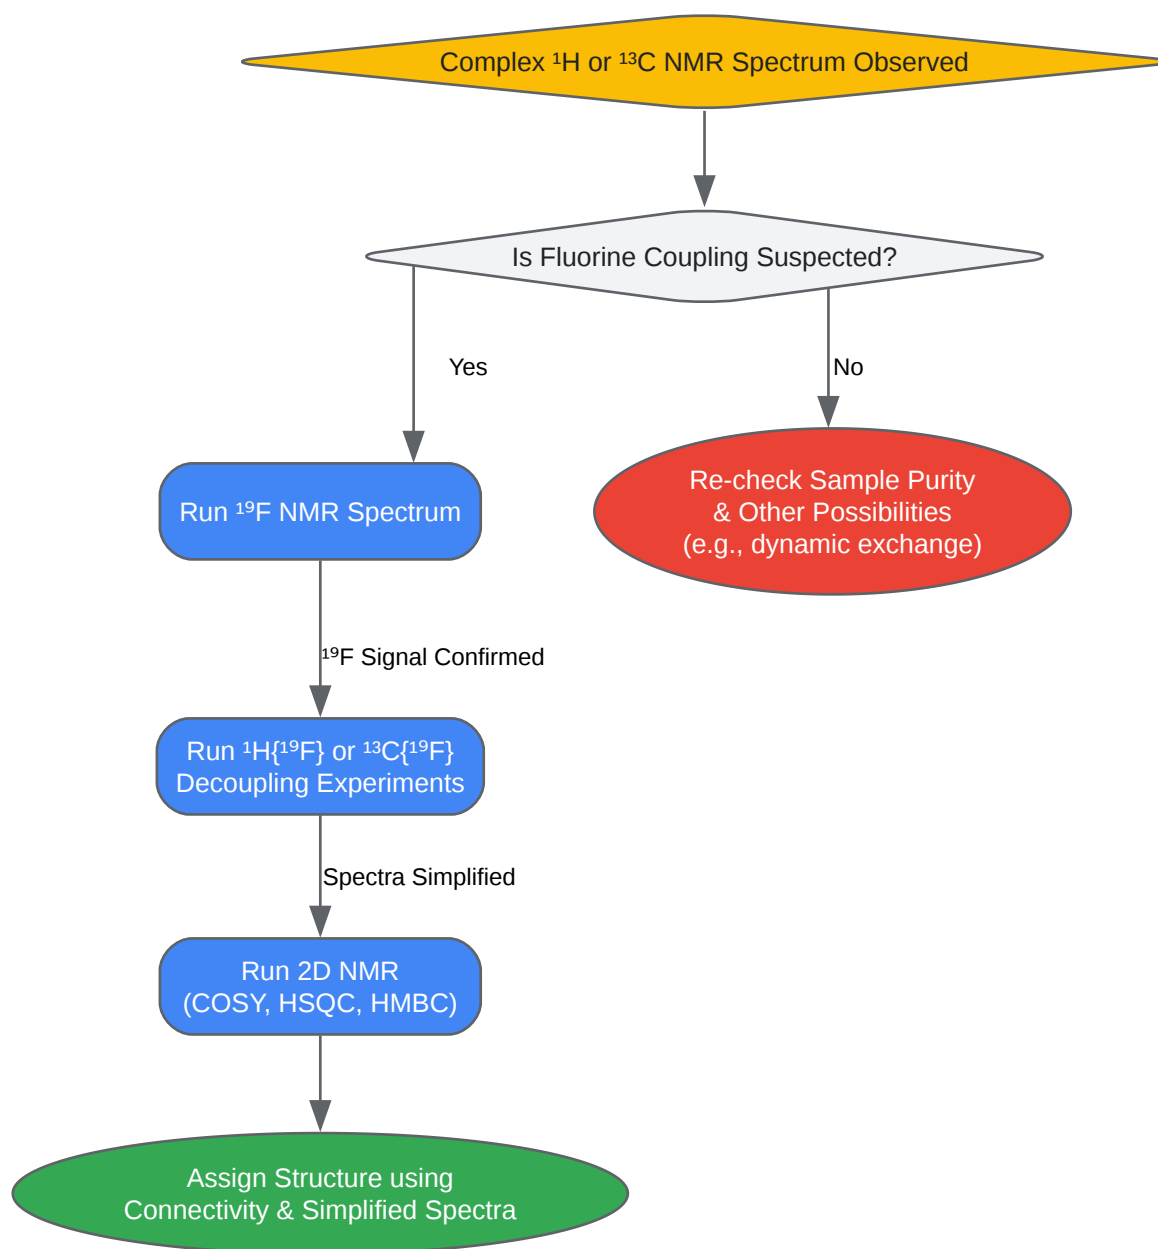 Complex ¹H or ¹³C NMR Spectrum Observed
Is Fluorine Coupling Suspected?
Yes
No
Run ¹⁹F NMR Spectrum
Re-check Sample Purity
& Other Possibilities
(e.g., dynamic exchange)
¹⁹F Signal Confirmed
Run ¹H{¹⁹F} or ¹³C{¹⁹F}
Decoupling Experiments
Spectra Simplified
Run 2D NMR
(COSY, HSQC, HMBC)
Assign Structure using
Connectivity & Simplified Spectra